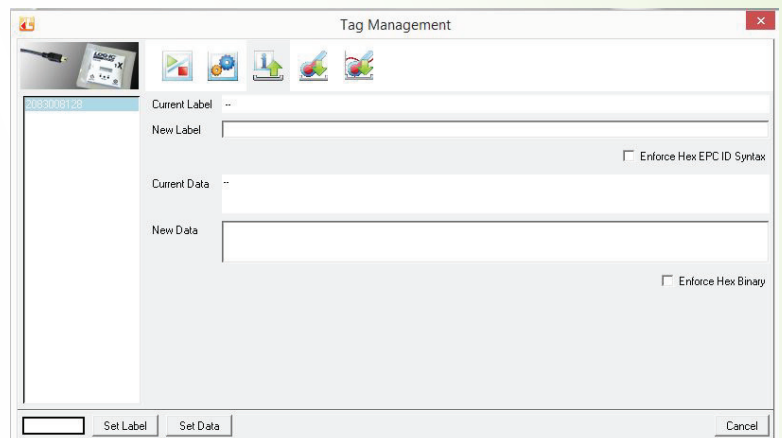 Tag Management
2083008128
Current Label --
New Label
Enforce Hex EPC ID Syntax
Current Data --
New Data
Enforce Hex Binary
Set Label Set Data Cancel